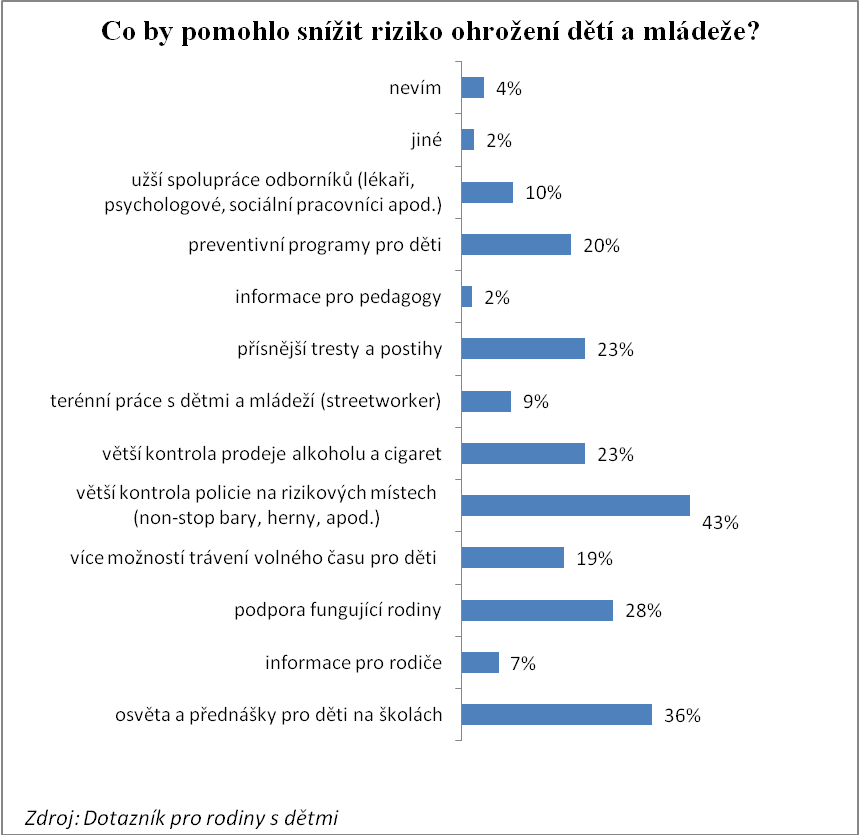 Co by pomohlo snížit riziko ohrožení dětí a mládeže?
nevím
4%
jiné
2%
užší spolupráce odborníků (lékaři,
psychologové, sociální pracovníci apod.)
10%
preventivní programy pro děti
20%
informace pro pedagogy
2%
přísnější tresty a postihy
23%
terénní práce s dětmi a mládeží (streetworker)
9%
větší kontrola prodeje alkoholu a cigaret
23%
větší kontrola policie na rizikových místech
(non-stop bary, herny, apod.)
43%
více možností trávení volného času pro děti
19%
podpora fungující rodiny
28%
informace pro rodiče
7%
osvěta a přednášky pro děti na školách
36%
Zdroj: Dotazník pro rodiny s dětmi